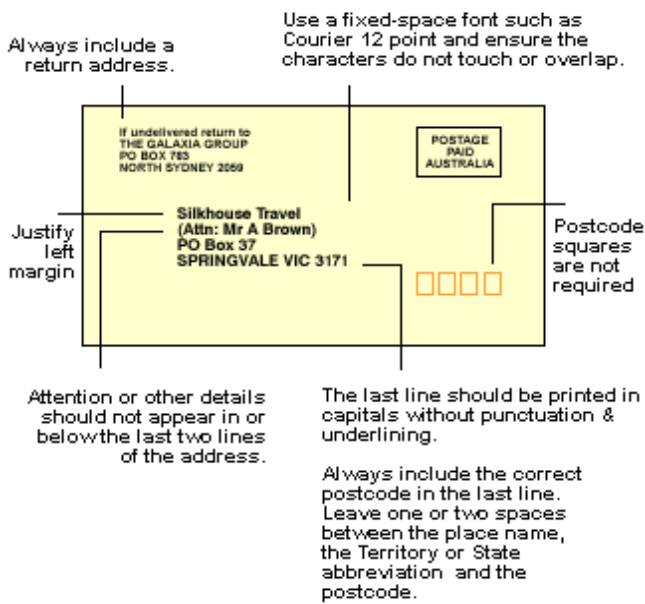 Always include a
return address.
Use a fixed-space font such as
Courier 12 point and ensure the
characters do not touch or overlap.
If undelivered return to
THE GALAXIA GROUP
PO BOX 783
NORTH SYDNEY 2059
POSTAGE
PAID
AUSTRALIA
Justify
left
margin
Silkhouse Travel
(Attn: Mr A Brown)
PO Box 37
SPRINGVALE VIC 3171
Postcode
squares
are not
required
Attention or other details
should not appear in or
below the last two lines
of the address.
The last line should be printed in
capitals without punctuation &
underlining.
Always include the correct
postcode in the last line.
Leave one or two spaces
between the place name,
the Territory or State
abbreviation and the
postcode.